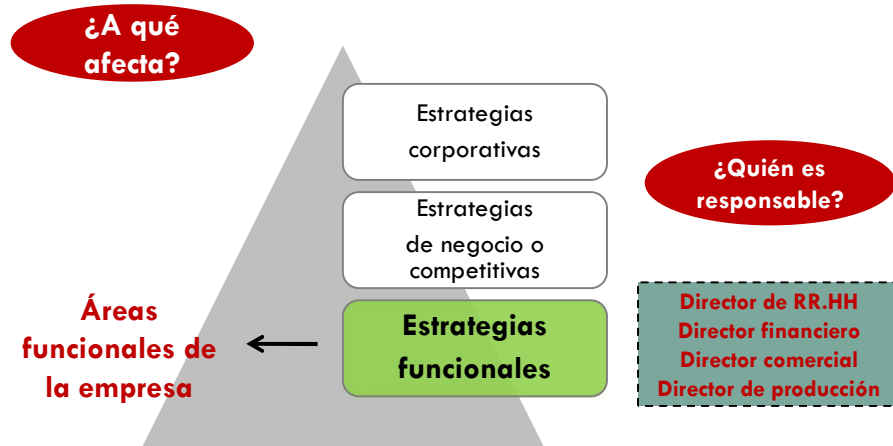 ¿A qué
afecta?
Estrategias
corporativas
¿Quién es
responsable?
Estrategias
de negocio o
competitivas
Áreas
funcionales de
la empresa
Estrategias
funcionales
Director de RR.HH
Director financiero
Director comercial
Director de producción